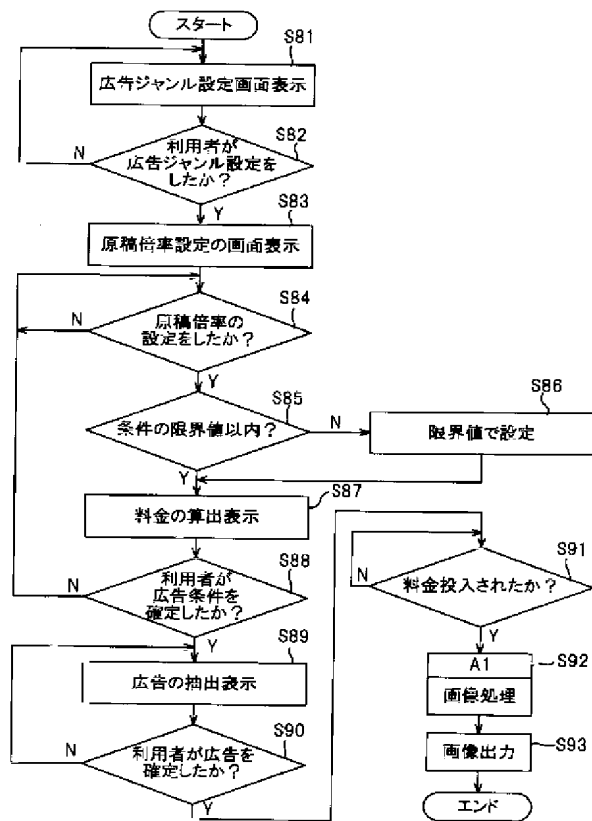 スタート
S81
広告ジャンル設定画面表示
S82
利用者が
広告ジャンル設定を
したか？
N
Y
S83
原稿倍率設定の画面表示
S84
原稿倍率の
設定をしたか？
N
Y
S85
条件の限界値以内？
N
Y
S86
限界値で設定
S87
料金の算出表示
S88
利用者が
広告条件を
確定したか？
N
Y
S89
広告の抽出表示
S90
利用者が広告を
確定したか？
N
Y
S91
料金投入されたか？
N
Y
S92
A1
画像処理
S93
画像出力
エンド